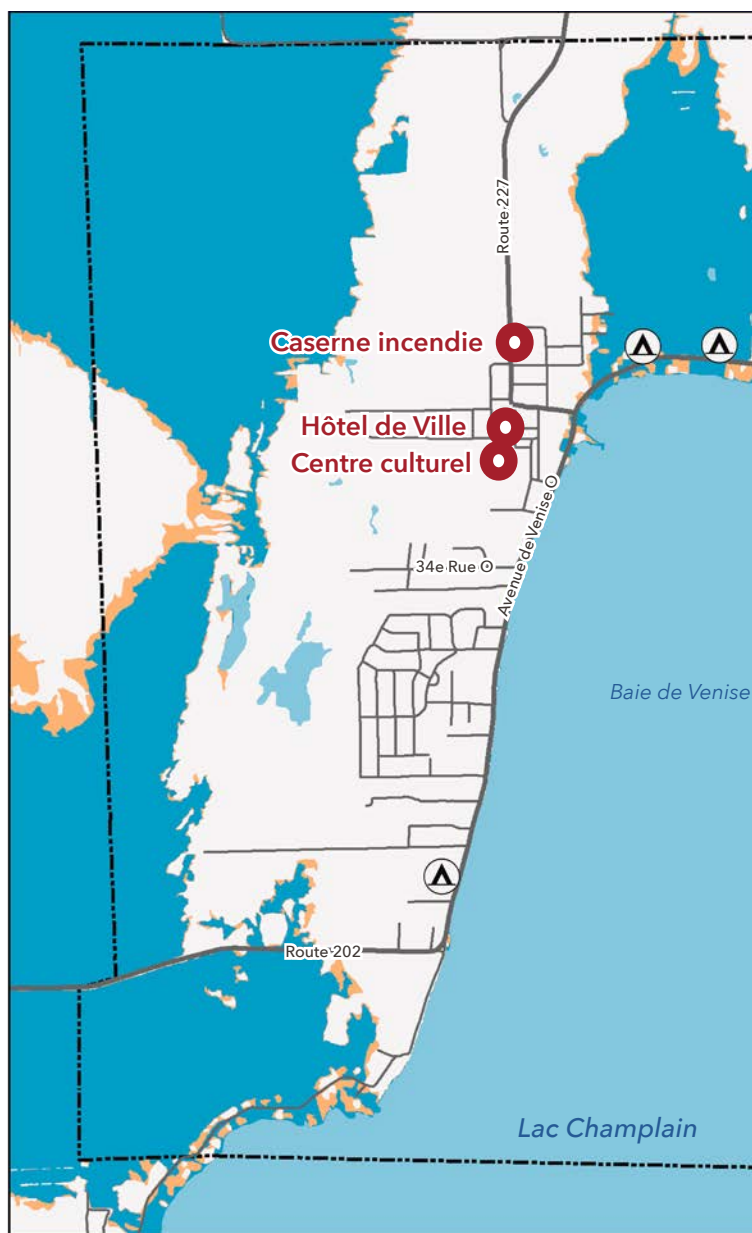 Route 227
Caserne incendie
Hôtel de Ville
Centre culturel
Avenue de Venise
34e Rue
Baie de Venise
Route 202
Lac Champlain